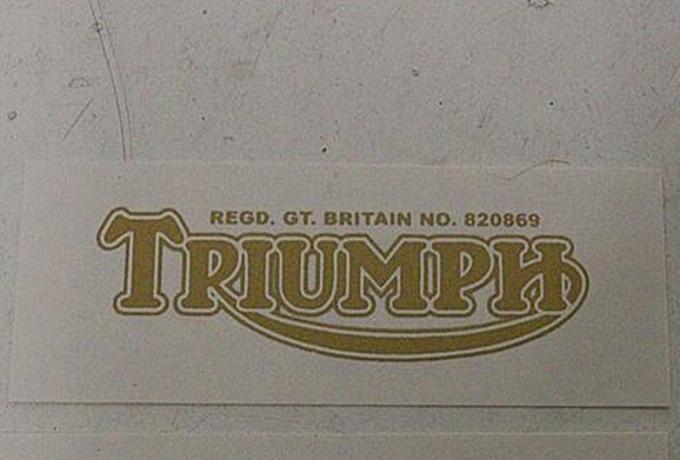 REGD. GT. BRITAIN NO. 820869
TRIUMPH